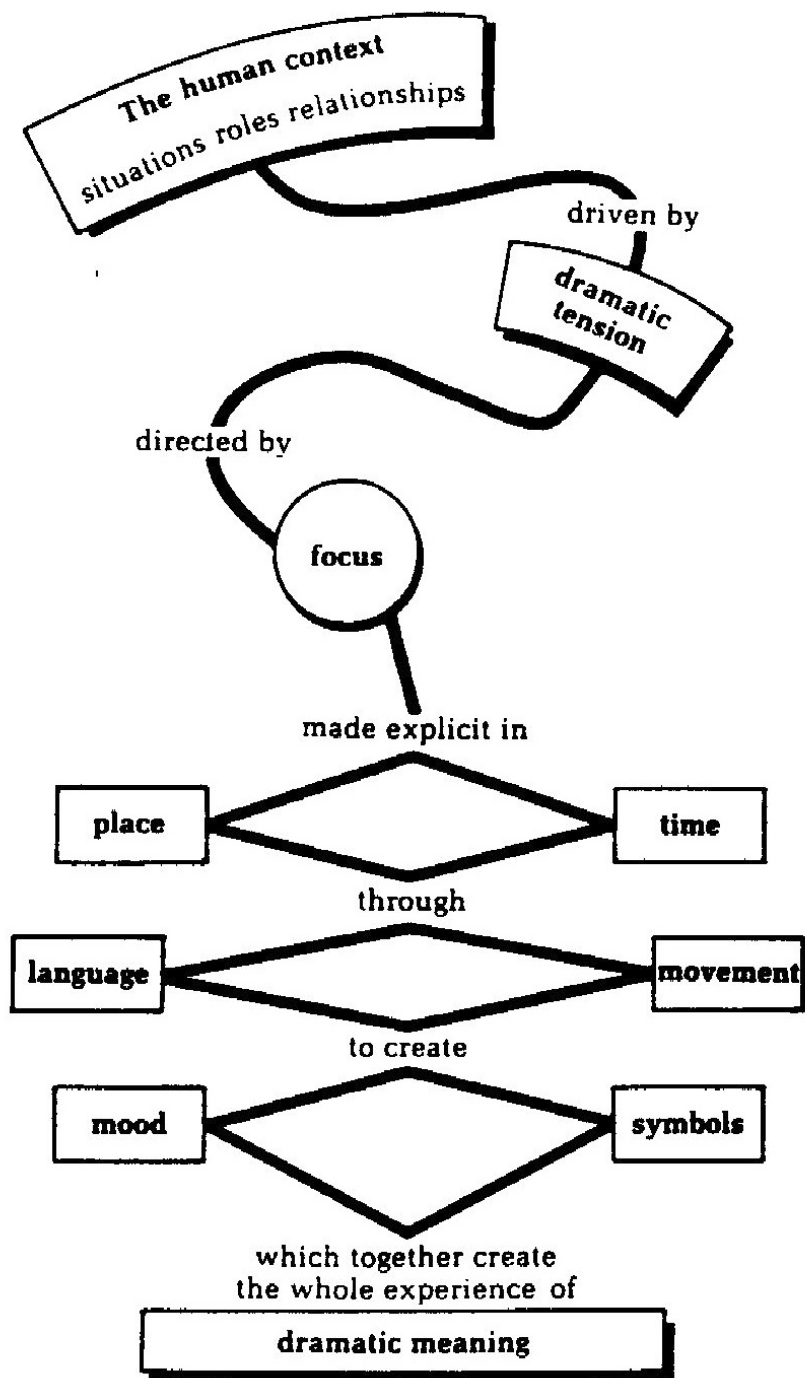 The human context
situations roles relationships
driven by
dramatic
tension
directed by
focus
made explicit in
place
time
through
language
movement
to create
mood
symbols
which together create
the whole experience of
dramatic meaning